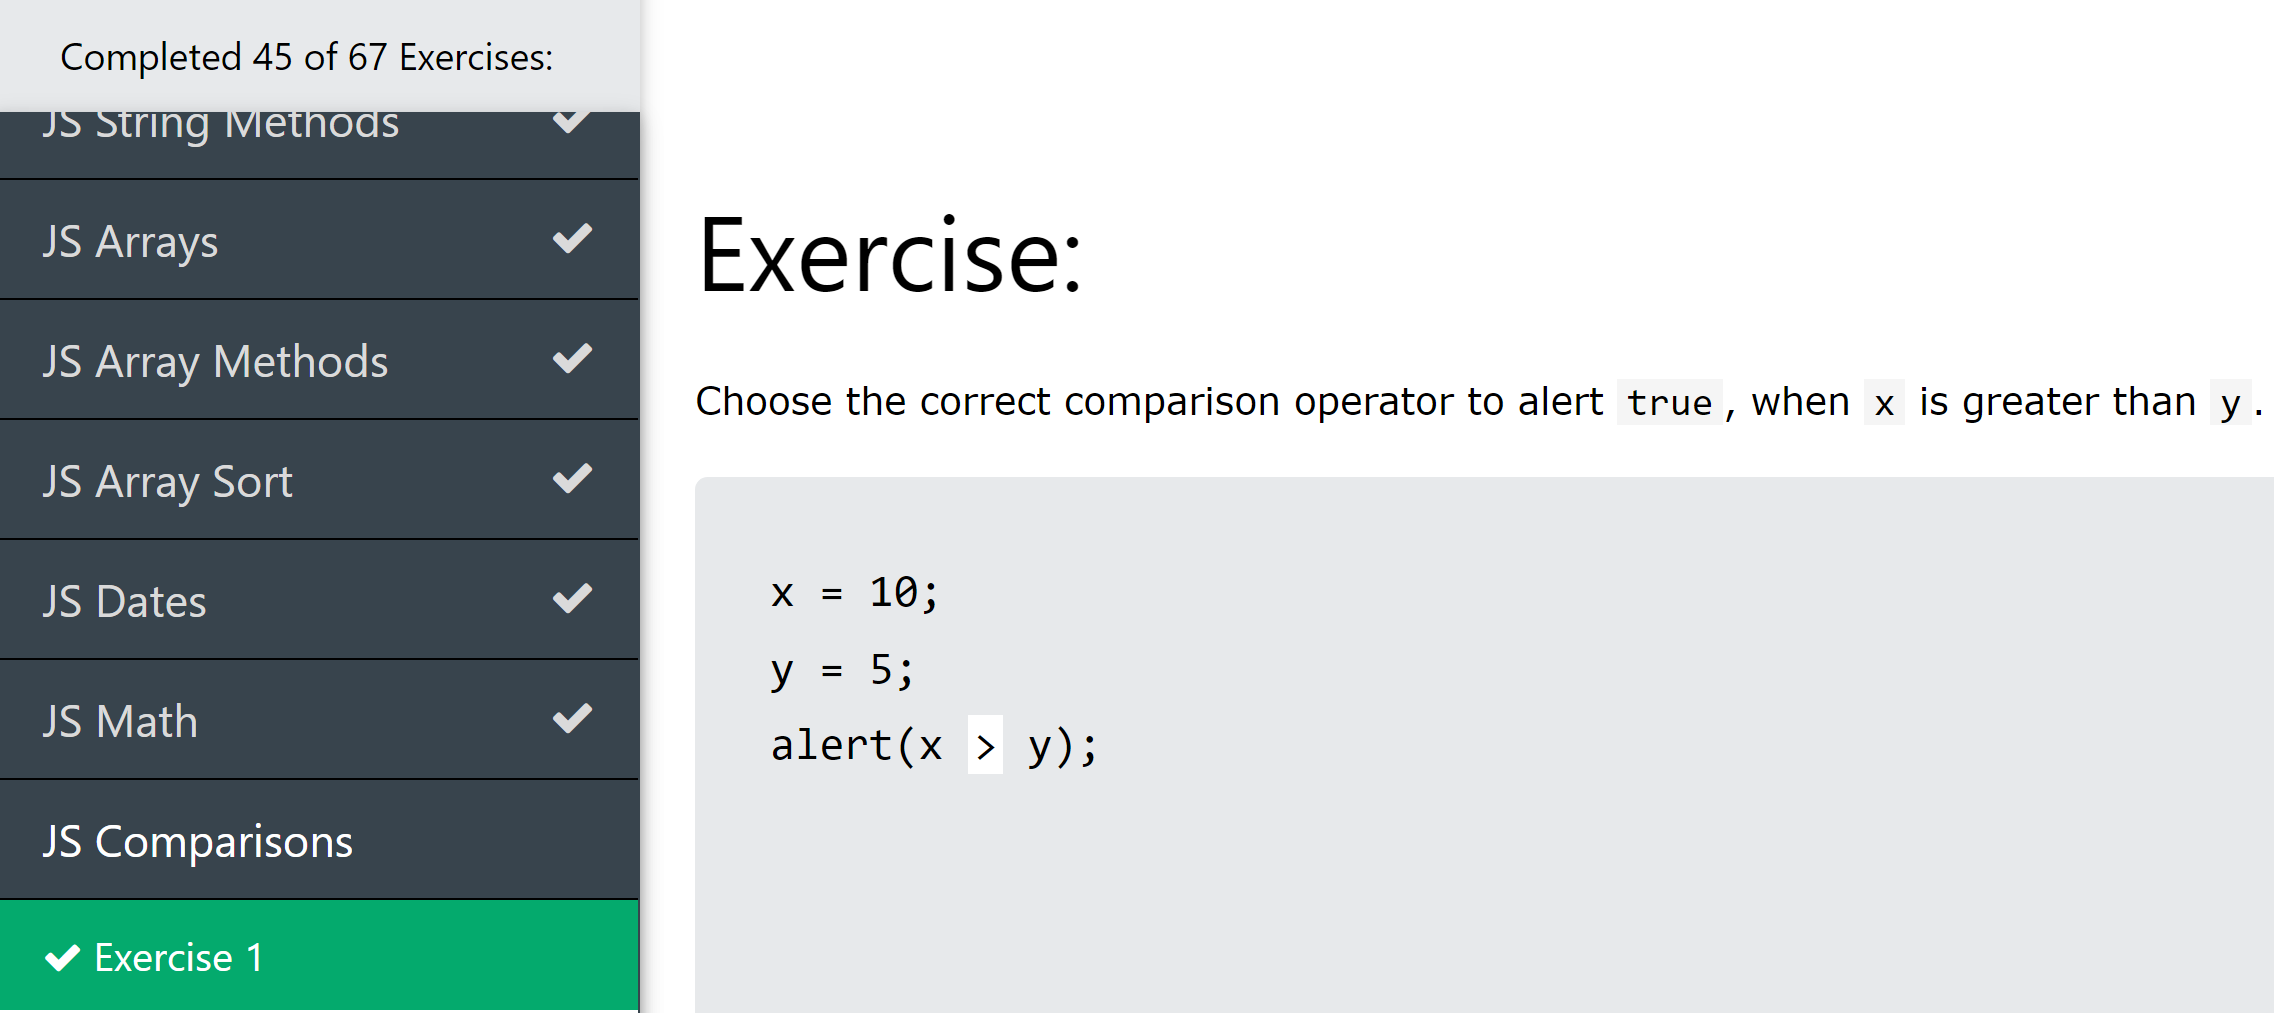 Completed 45 of 67 Exercises:
JS String Methods
JS Arrays
JS Array Methods
JS Array Sort
JS Dates
JS Math
JS Comparisons
Exercise 1
Exercise:
Choose the correct comparison operator to alert true, when x is greater than y.
x = 10;
y = 5;
alert(x > y);